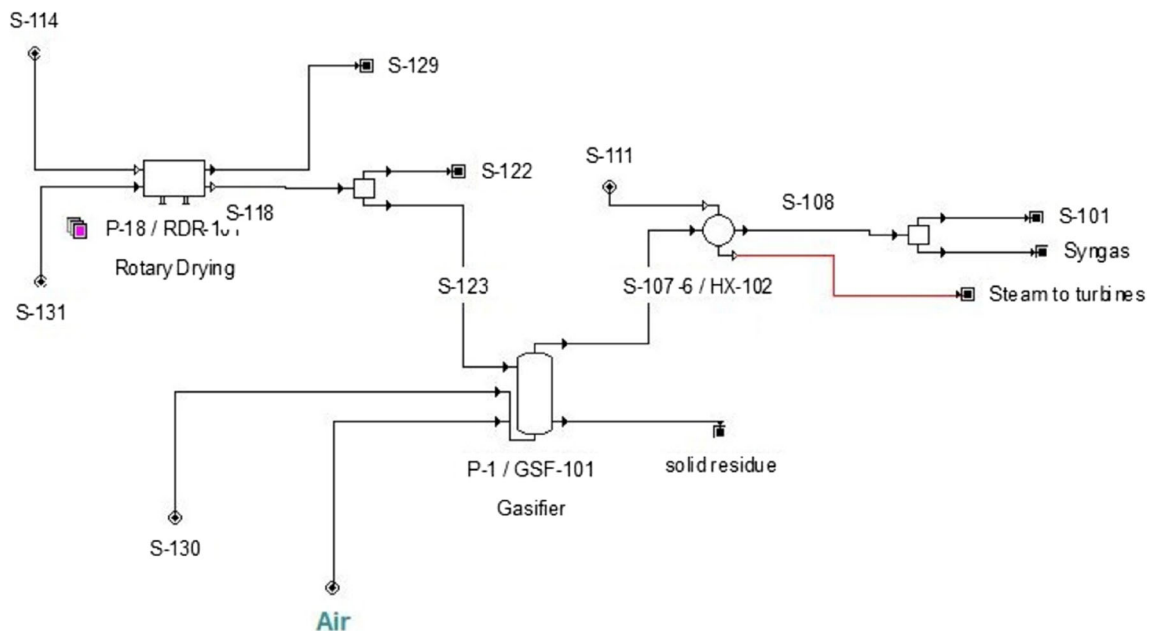 S-114
S-129
S-122
S-111
S-108
S-101
S-118
P-18 / RDR-101
Syngas
Rotary Drying
S-123
S-107 -6 / HX-102
Steam to turbines
S-131
P-1 / GSF-101
solid residue
Gasifier
S-130
Air